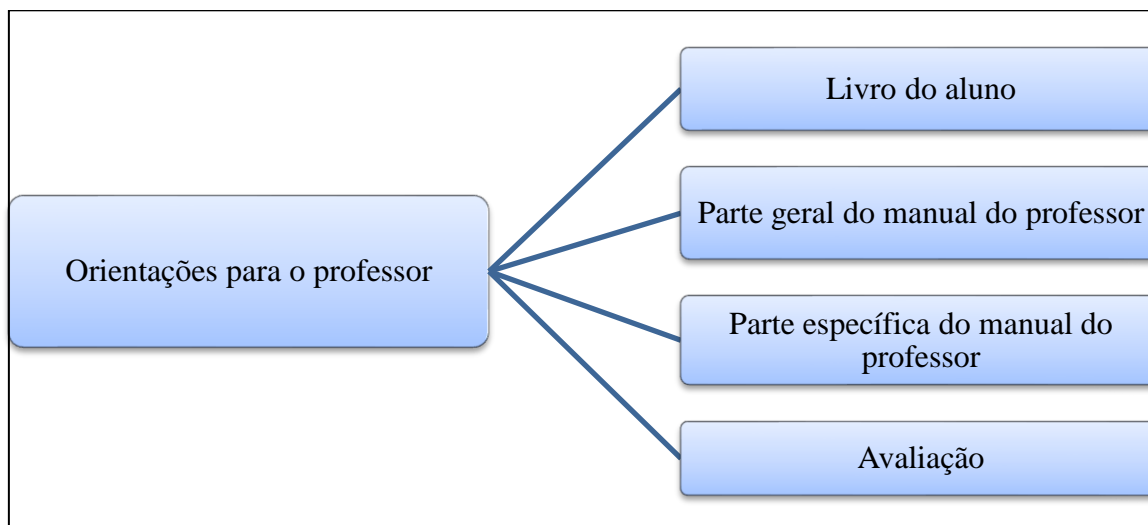 Orientações para o professor
Livro do aluno
Parte geral do manual do professor
Parte específica do manual do
professor
Avaliação